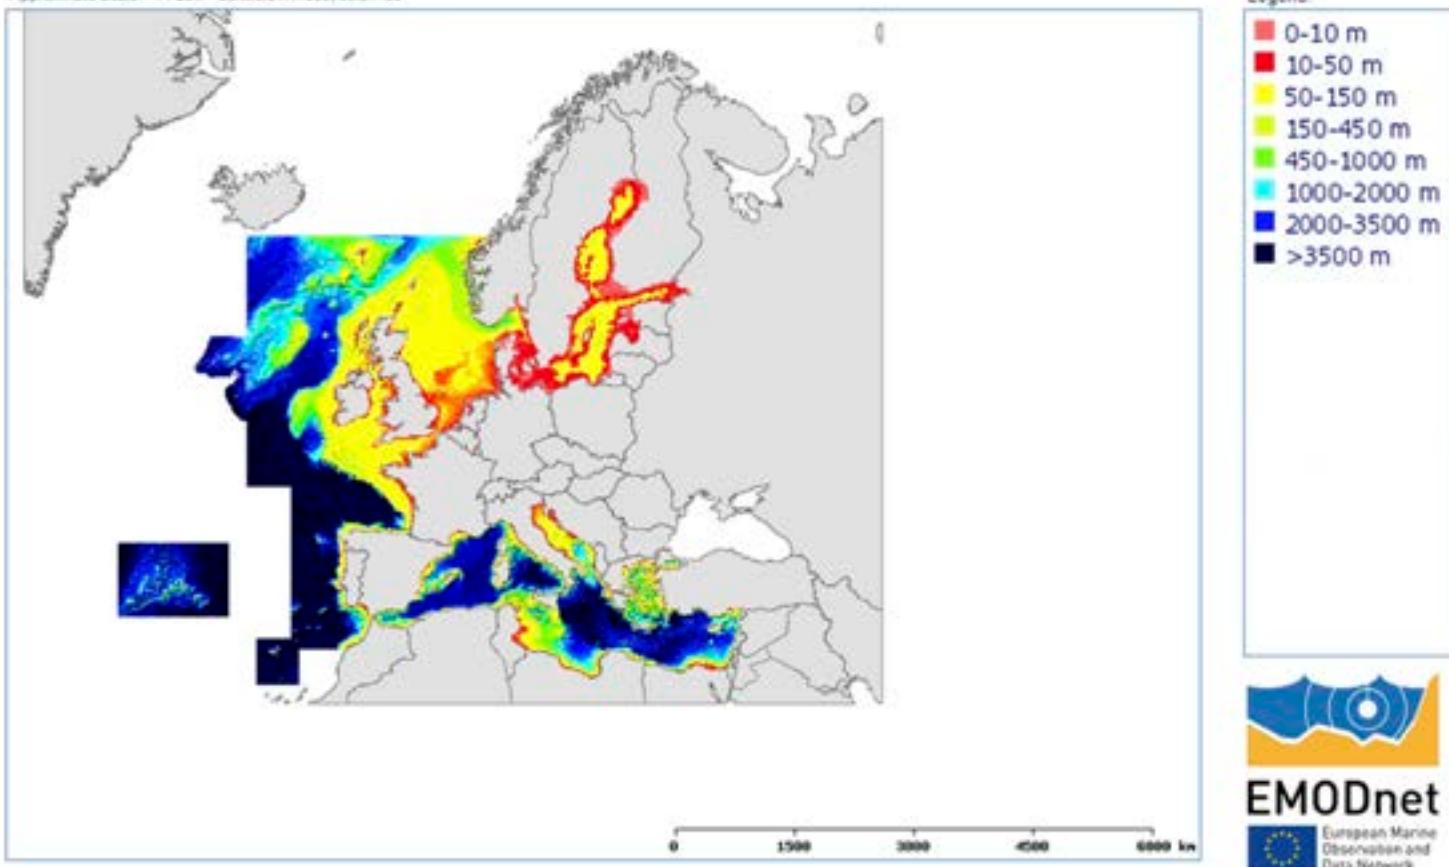 0-10 m
10-50 m
50-150 m
150-450 m
450-1000 m
1000-2000 m
2000-3500 m
>3500 m
0 1500 3000 4500 6000 km
EMODnet
European Marine
Observation and
Data Network